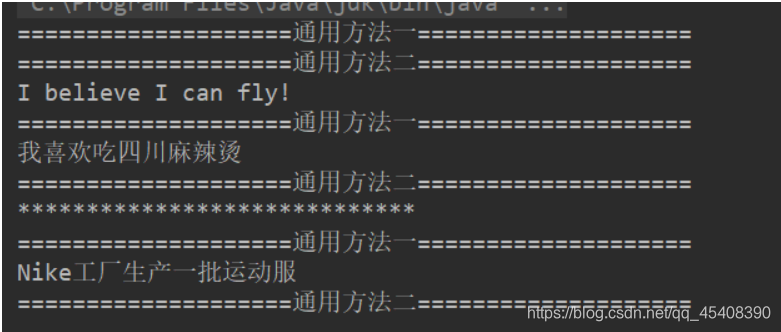 C:\Program Files\Java\jdk\bin\java ...
====================通用方法一====================
====================通用方法二====================
I believe I can fly!
====================通用方法一====================
我喜欢吃四川麻辣烫
====================通用方法二====================
*****************************
====================通用方法一====================
Nike工厂生产一批运动服
====================通用方法二====================
https://blog.csdn.net/qq_45408390